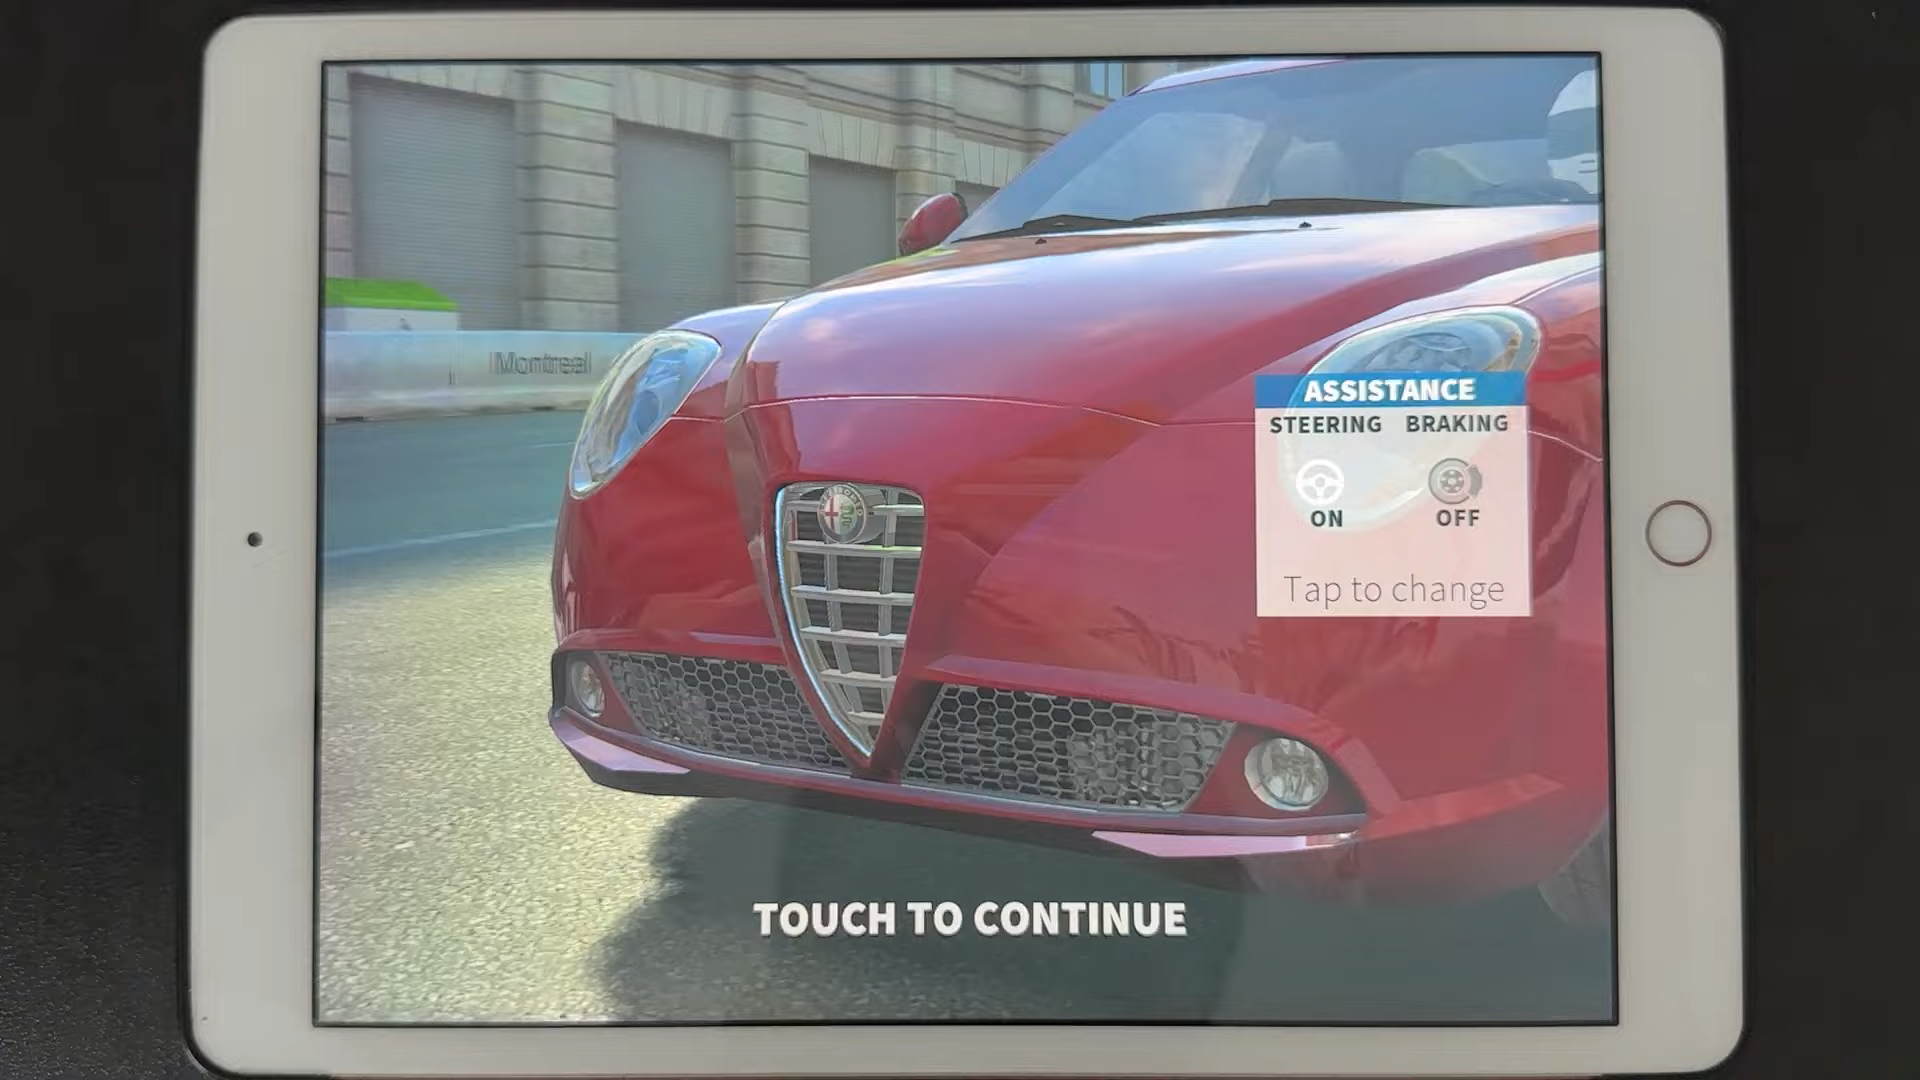 Montreal
ASSISTANCE
STEERING BRAKING
ON OFF
Tap to change
TOUCH TO CONTINUE